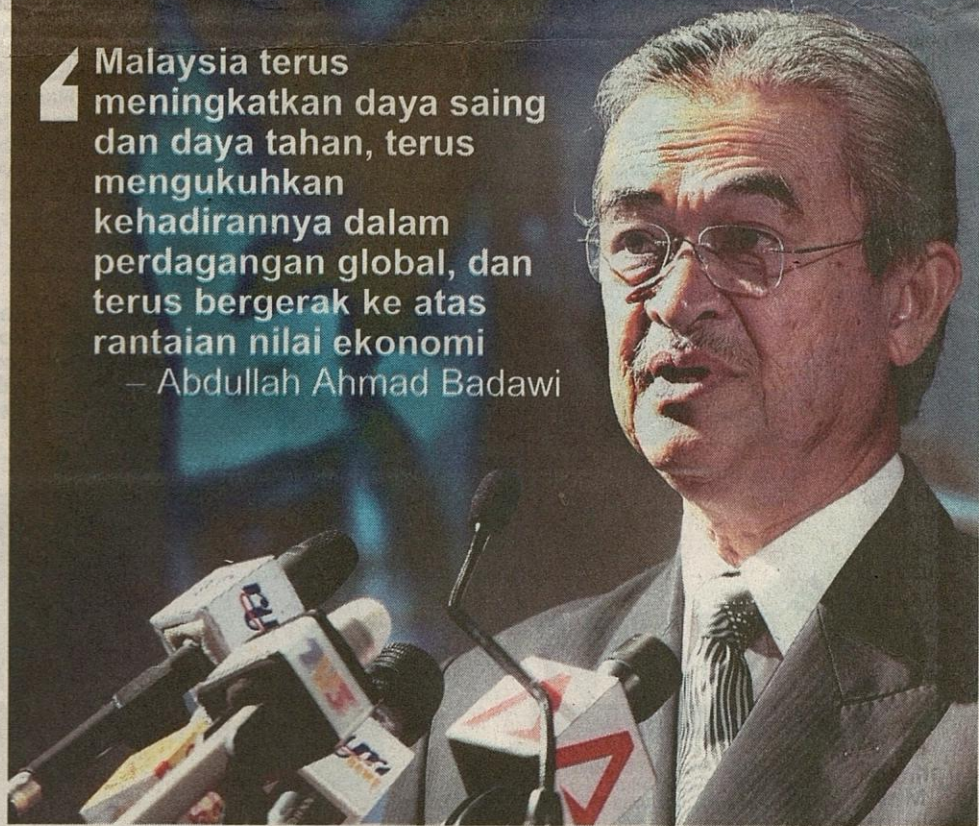 Malaysia terus
meningkatkan daya saing
dan daya tahan, terus
mengukuhkan
kehadirannya dalam
perdagangan global, dan
terus bergerak ke atas
rantaian nilai ekonomi
– Abdullah Ahmad Badawi